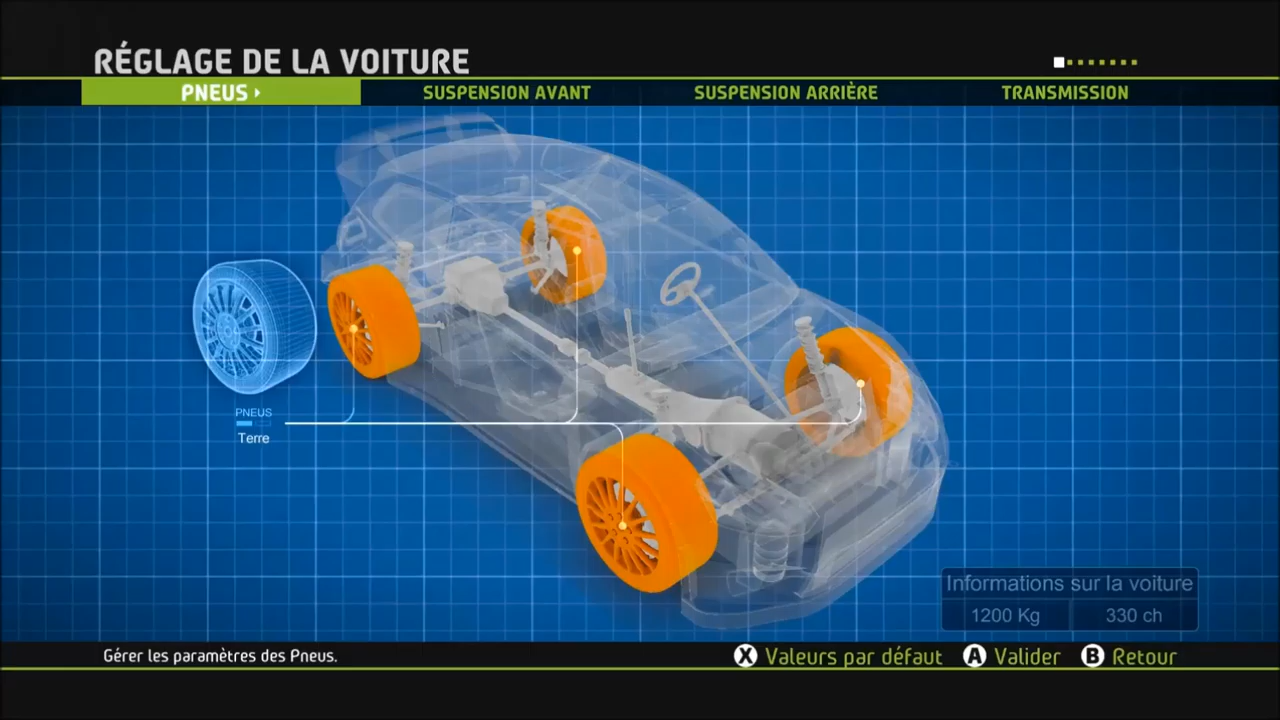 RÉGLAGE DE LA VOITURE
PNEUS
SUSPENSION AVANT
SUSPENSION ARRIÈRE
TRANSMISSION
PNEUS
Terre
Informations sur la voiture
1200 Kg
330 ch
Gérer les paramètres des Pneus.
X Valeurs par défaut
A Valider
B Retour